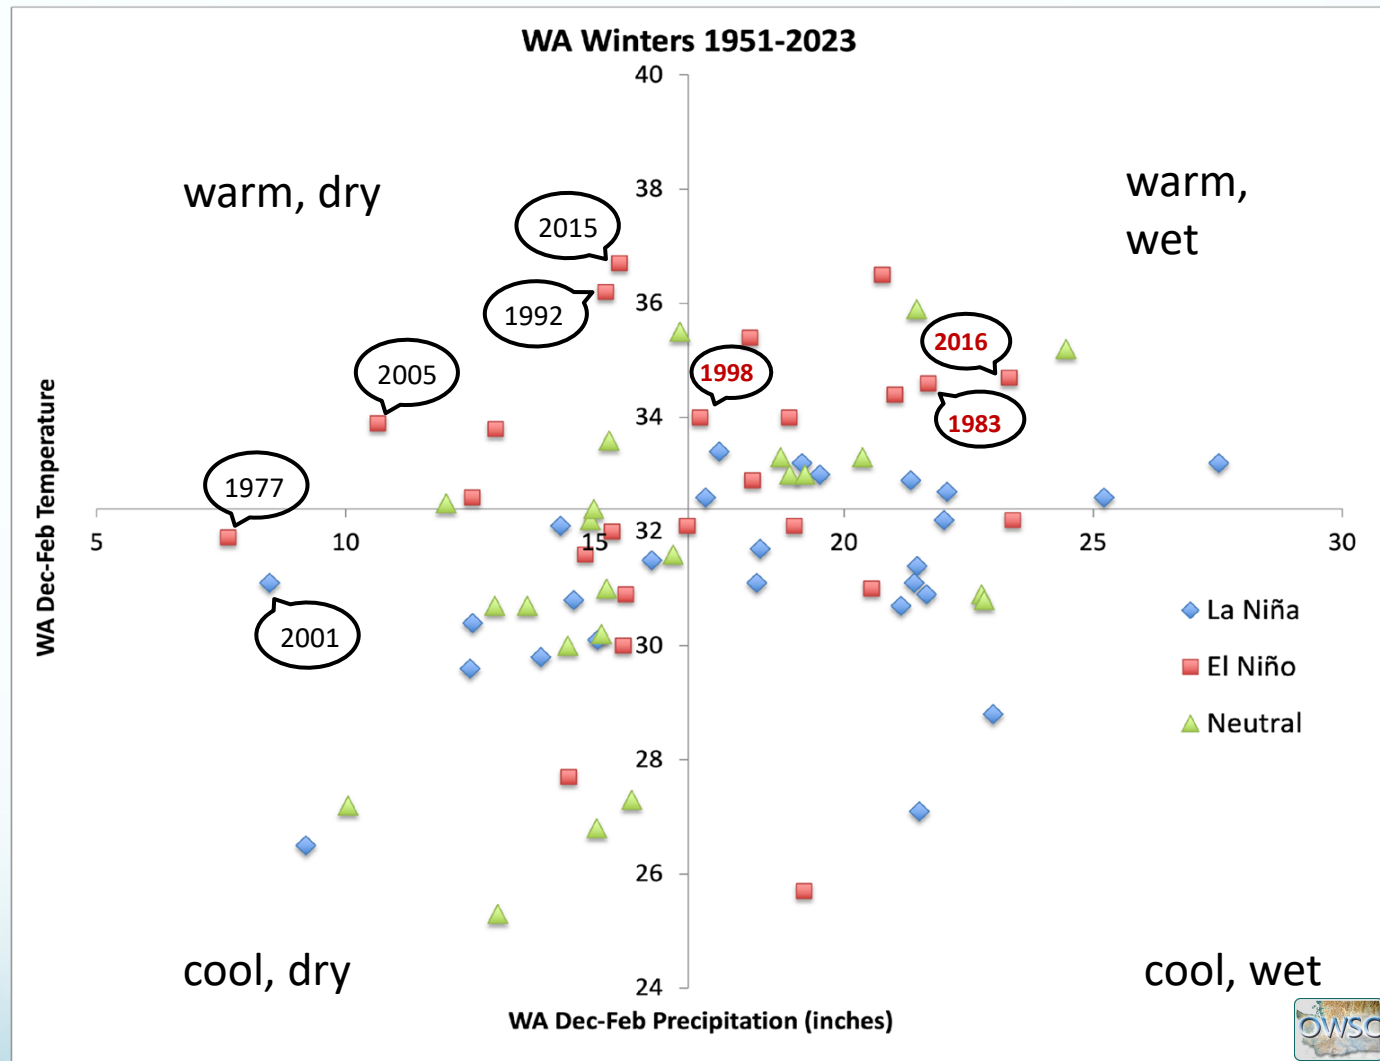 WA Winters 1951-2023
40
warm, dry
warm,
wet
38
2015
36
1992
2016
1998
2005
34
1983
1977
WA Dec-Feb Temperature
5
10
15
32
20
25
30
La Niña
2001
30
El Niño
Neutral
28
26
cool, dry
cool, wet
24
WA Dec-Feb Precipitation (inches)
OWSC